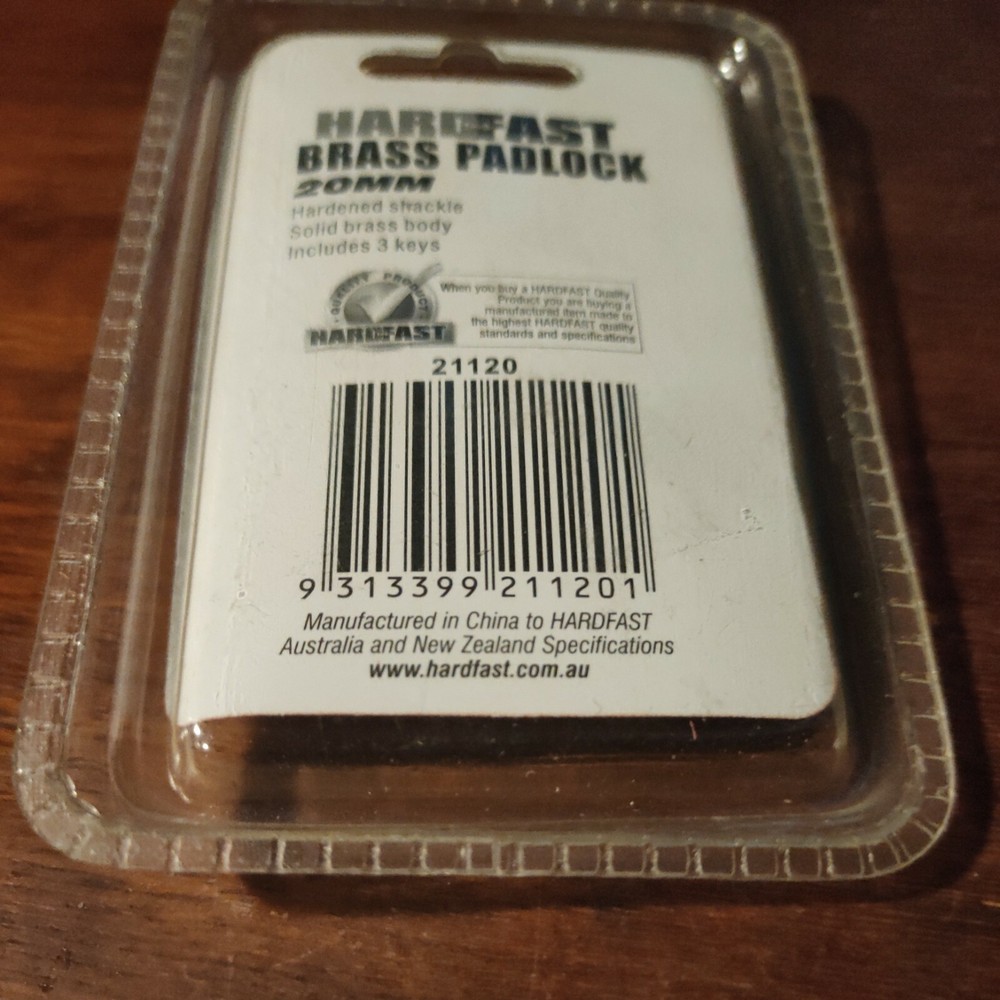 HARDFAST
BRASS PADLOCK
20MM
Hardened shackle
Solid brass body
Includes 3 keys
QUALITY PRODUCT
HARDFAST
When you buy a HARDFAST Quality
Product you are buying a
manufactured item made to
the highest HARDFAST quality
standards and specifications
21120
9 313399 211201
Manufactured in China to HARDFAST
Australia and New Zealand Specifications
www.hardfast.com.au